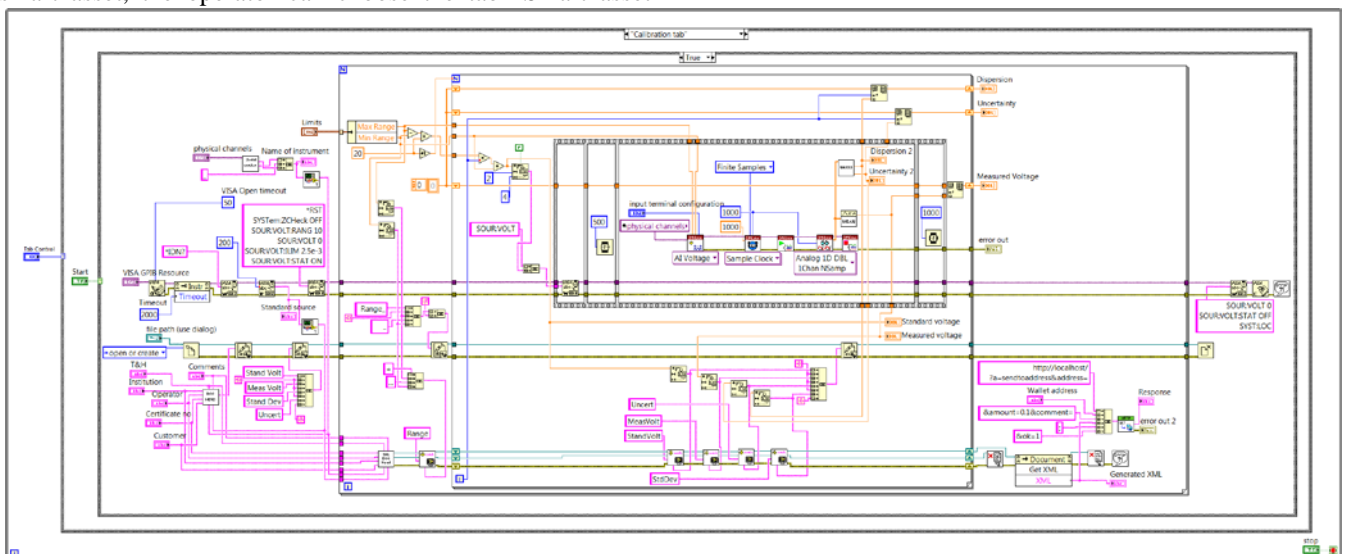 "Calibration tab"
True
Dispersion
Uncertainty
Limits
Max Range
Min Range
20
0
2
physical channels
Name of Instrument
VISA Open timeout
50
*RST
SYSTem:ZCHeck OFF
SOUR:VOLT:RANG 10
SOUR:VOLT 0
SOUR:VOLT:ILIM 2.5e-3
SOUR:VOLT:STAT ON
200
*IDN?
Tab Control
Start
VISA GPIB Resource
Instr
Timeout
Timeout
2000
Standard source
SOUR:VOLT
500
Finite Samples
input terminal configuration
1000
1000
physical channels
AI Voltage
Sample Clock
Analog 1D DBL
1Chan NSamp
Dispersion 2
Uncertainty 2
1000
Measured Voltage
error out
SOUR:VOLT 0
SOUR:VOLT:STAT OFF
SYST:LOC
Range
Standard voltage
Measured voltage
file path (use dialog)
open or create
T&H
Comments
Institution
Operator
Certificate no
Customer
Stand Volt
Meas Volt
Stand Dev
Uncert
Range
Uncert
MeasVolt
StandVolt
StdDev
http://localhost/
?a=sendtoaddress&address=
Wallet address
&amount=0.1&comment=
&ok=1
Response
error out 2
Document
Get XML
XML
Generated XML
stop